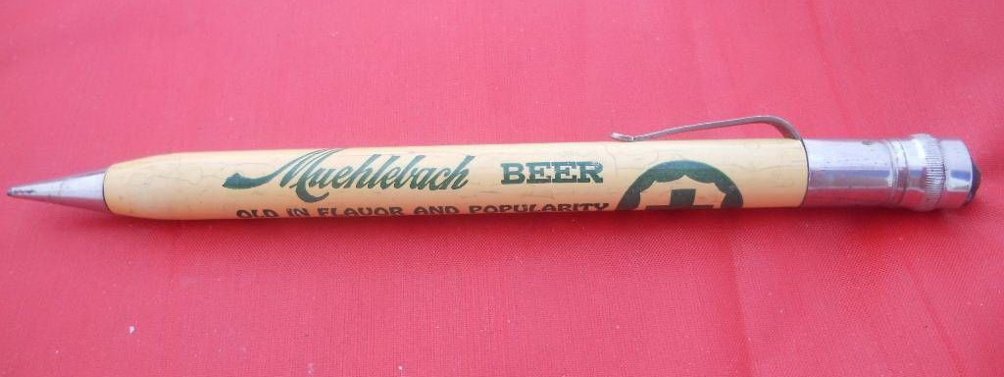 Muehlebach BEER
OLD IN FLAVOR AND POPULARITY